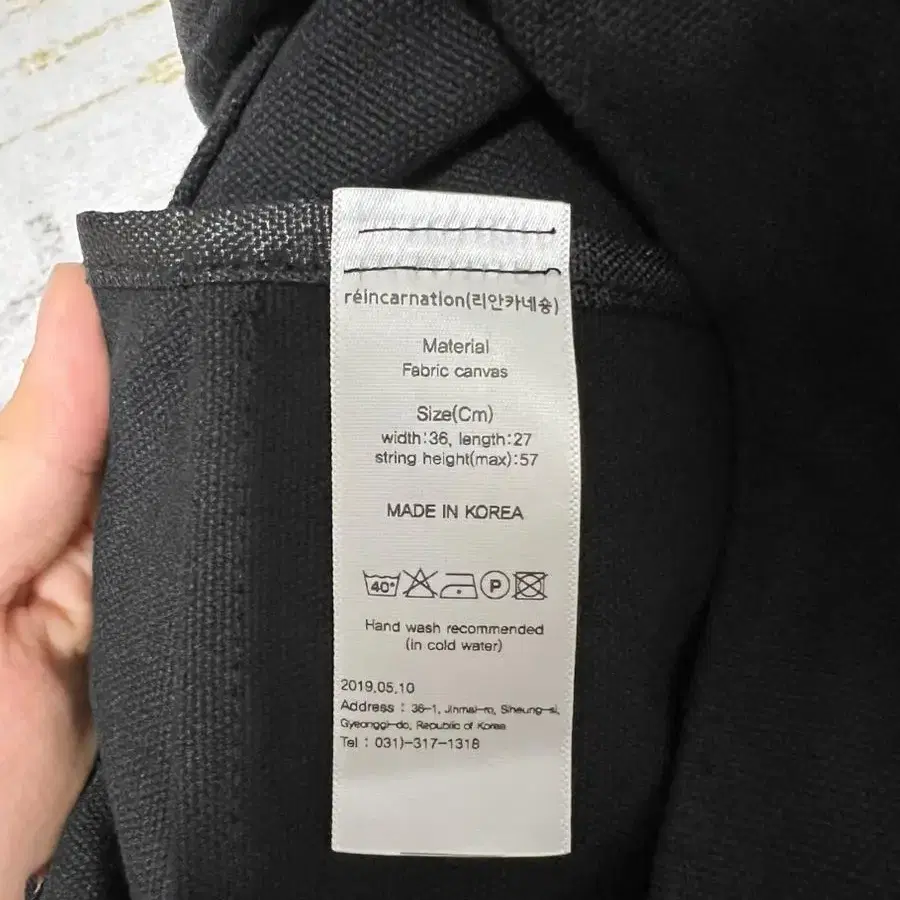 réincarnation(리안카네숑)
Material
Fabric canvas
Size(Cm)
width:36, length:27
string height(max):57
MADE IN KOREA
40° P
Hand wash recommended
(in cold water)
2019.05.10
Address : 36-1, Jinmal-ro, Siheung-si,
Gyeonggi-do, Republic of Korea
Tel : 031)-317-1318